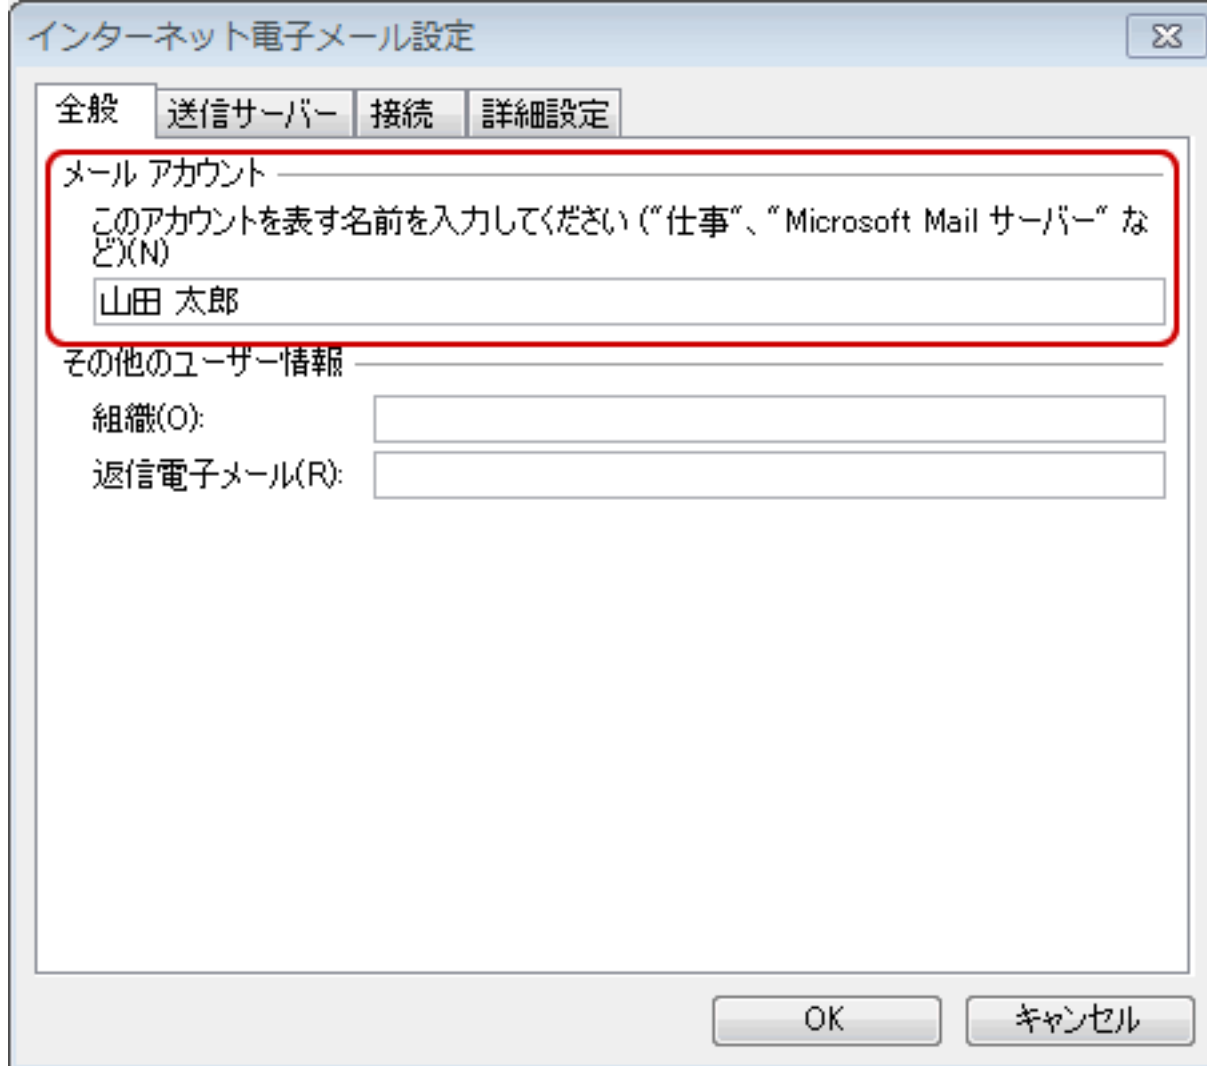 インターネット電子メール設定
全般 送信サーバー 接続 詳細設定
メール アカウント
このアカウントを表す名前を入力してください ("仕事"、"Microsoft Mail サーバー" な
ど)(N)
山田 太郎
その他のユーザー情報
組織(O):
返信電子メール(R):
OK キャンセル